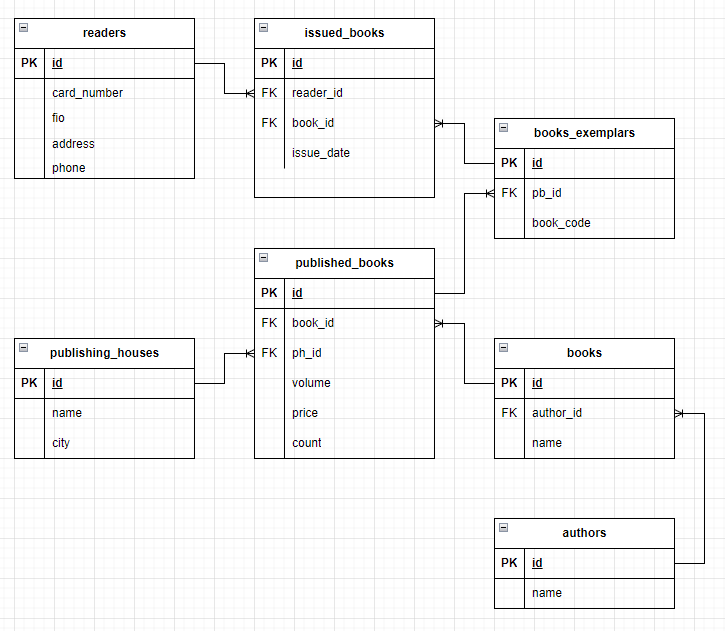 readers
PK id
card_number
fio
address
phone
issued_books
PK id
FK reader_id
FK book_id
issue_date
books_exemplars
PK id
FK pb_id
book_code
published_books
PK id
FK book_id
FK ph_id
volume
price
count
publishing_houses
PK id
name
city
books
PK id
FK author_id
name
authors
PK id
name